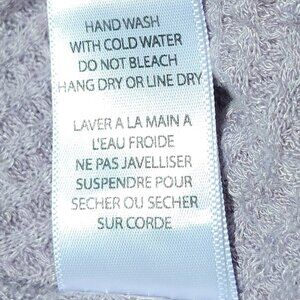 HAND WASH
WITH COLD WATER
DO NOT BLEACH
HANG DRY OR LINE DRY
LAVER A LA MAIN A
L'EAU FROIDE
NE PAS JAVELLISER
SUSPENDRE POUR
SECHER OU SECHER
SUR CORDE